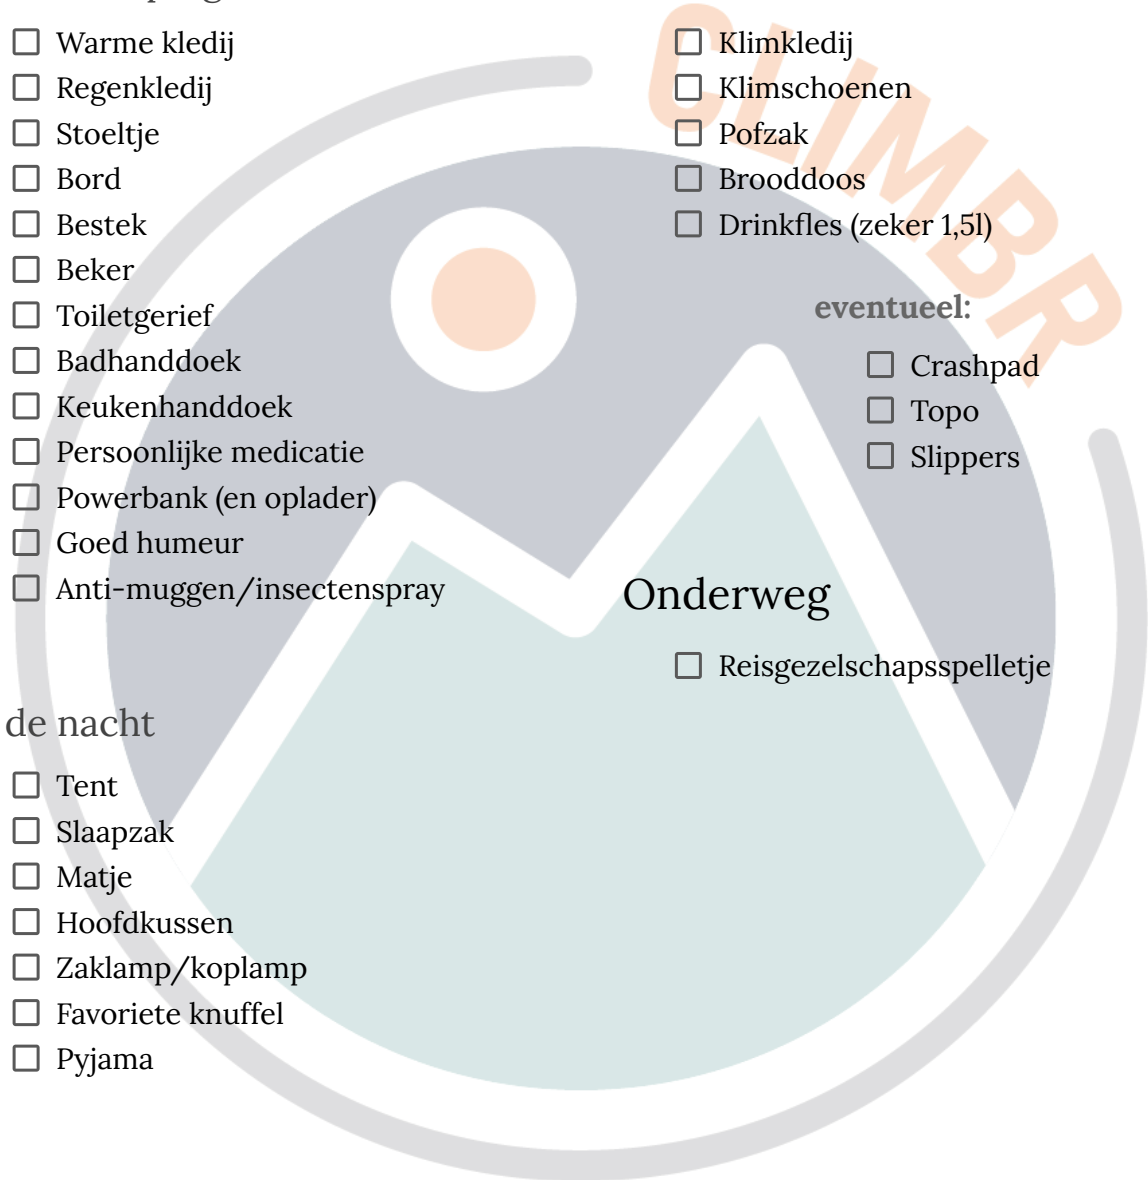 Warme kledij
Regenkledij
Stoeltje
Bord
Bestek
Beker
Toiletgerief
Badhanddoek
Keukenhanddoek
Persoonlijke medicatie
Powerbank (en oplader)
Goed humeur
Anti-muggen/insectenspray
de nacht
Tent
Slaapzak
Matje
Hoofdkussen
Zaklamp/koplamp
Favoriete knuffel
Pyjama
Klimkledij
Klimschoenen
Pofzak
Brooddoos
Drinkfles (zeker 1,5l)
eventueel:
Crashpad
Topo
Slippers
Onderweg
Reisgezelschapsspelletje
CLIMBR